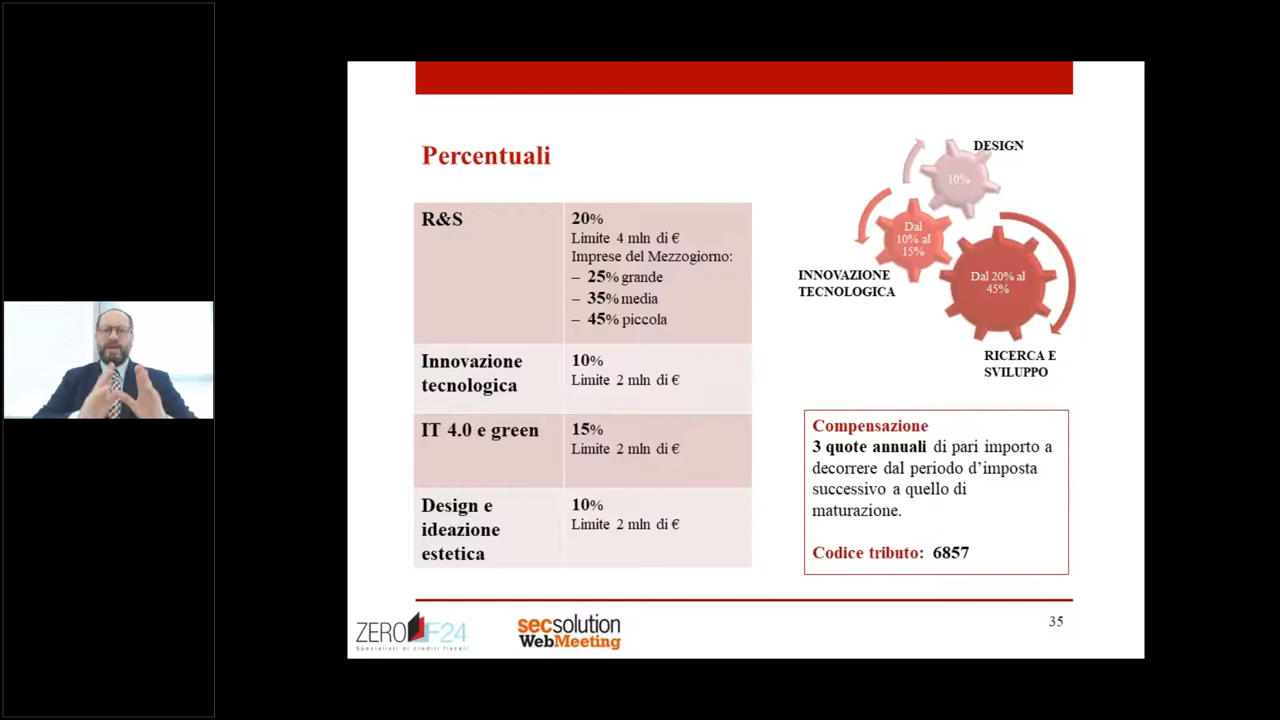 Percentuali
R&S
20%
Limite 4 mln di €
Imprese del Mezzogiorno:
– 25% grande
– 35% media
– 45% piccola
Innovazione
tecnologica
10%
Limite 2 mln di €
IT 4.0 e green
15%
Limite 2 mln di €
Design e
ideazione
estetica
10%
Limite 2 mln di €
DESIGN
10%
Dal
10% al
15%
INNOVAZIONE
TECNOLOGICA
Dal 20% al
45%
RICERCA E
SVILUPPO
Compensazione
3 quote annuali di pari importo a
decorrere dal periodo d’imposta
successivo a quello di
maturazione.
Codice tributo: 6857
ZERO F24
Specialisti di crediti fiscali
secsolution
WebMeeting
35